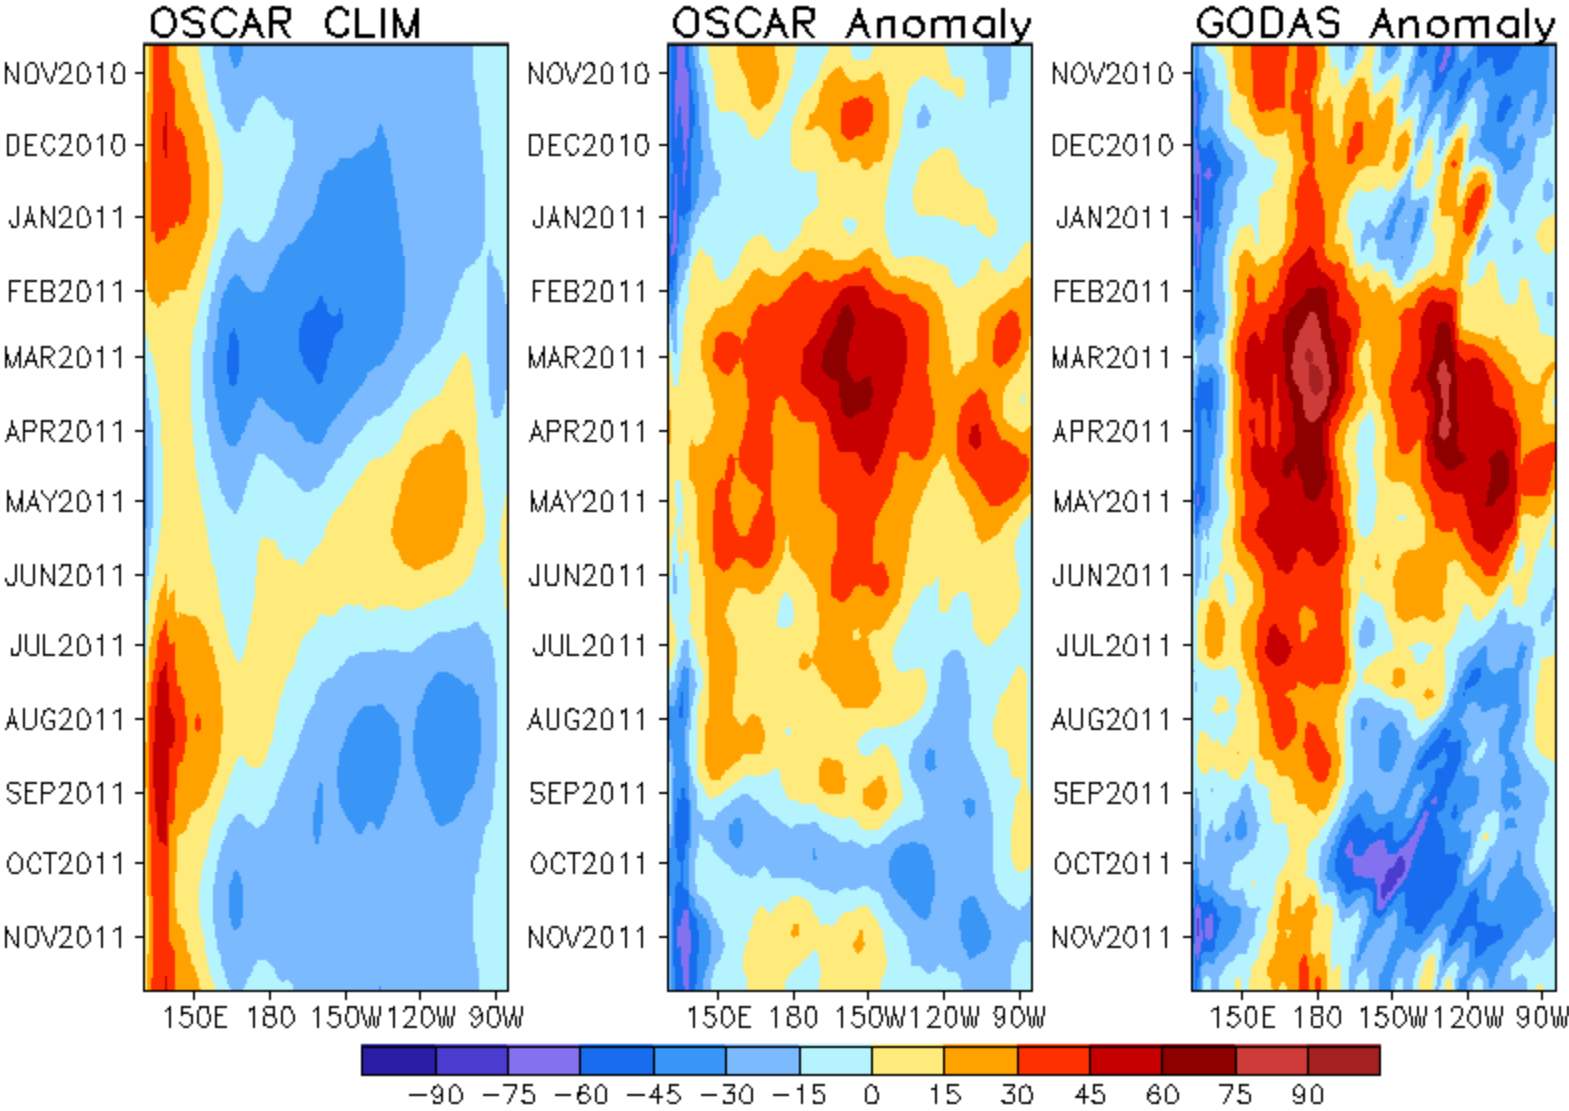 OSCAR CLIM
NOV2010
DEC2010
JAN2011
FEB2011
MAR2011
APR2011
MAY2011
JUN2011
JUL2011
AUG2011
SEP2011
OCT2011
NOV2011
150E 180 150W 120W 90W
OSCAR Anomaly
NOV2010
DEC2010
JAN2011
FEB2011
MAR2011
APR2011
MAY2011
JUN2011
JUL2011
AUG2011
SEP2011
OCT2011
NOV2011
150E 180 150W 120W 90W
GODAS Anomaly
NOV2010
DEC2010
JAN2011
FEB2011
MAR2011
APR2011
MAY2011
JUN2011
JUL2011
AUG2011
SEP2011
OCT2011
NOV2011
150E 180 150W 120W 90W
−90 −75 −60 −45 −30 −15 0 15 30 45 60 75 90